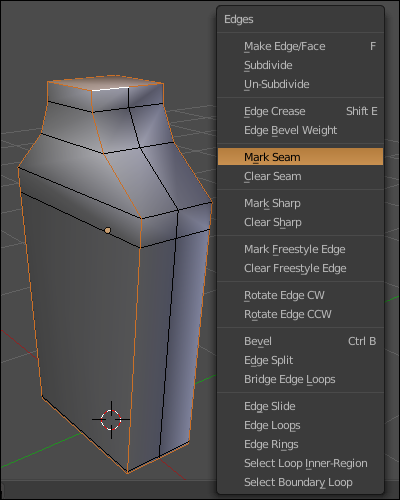 Edges
Make Edge/Face F
Subdivide
Un-Subdivide
Edge Crease Shift E
Edge Bevel Weight
Mark Seam
Clear Seam
Mark Sharp
Clear Sharp
Mark Freestyle Edge
Clear Freestyle Edge
Rotate Edge CW
Rotate Edge CCW
Bevel Ctrl B
Edge Split
Bridge Edge Loops
Edge Slide
Edge Loops
Edge Rings
Select Loop Inner-Region
Select Boundary Loop